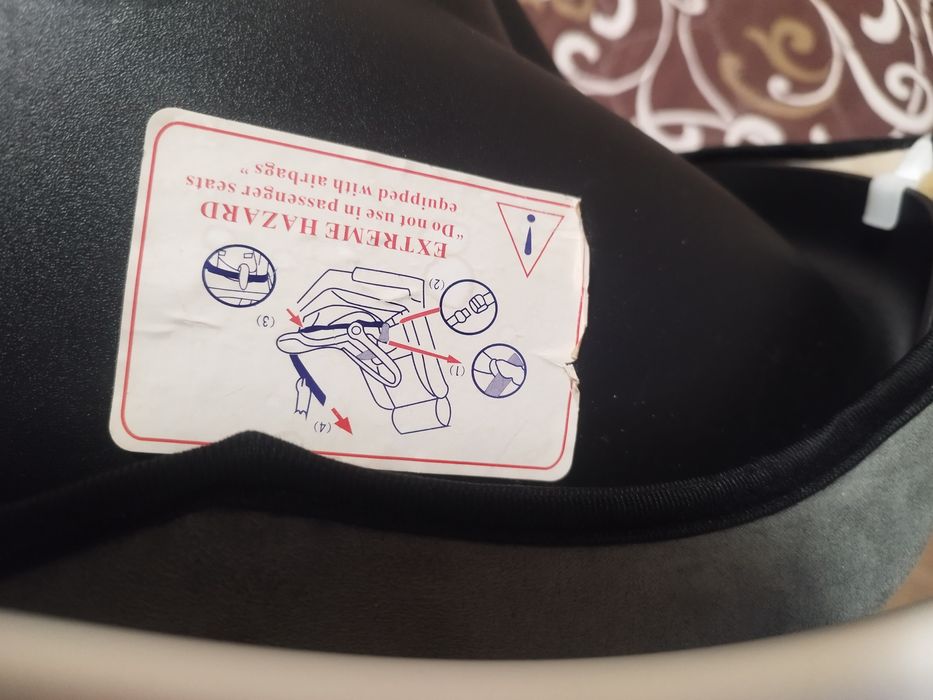 EXTREME HAZARD
“Do not use in passenger seats
equipped with airbags ”
i
(2)
(3)
(1)
(4)